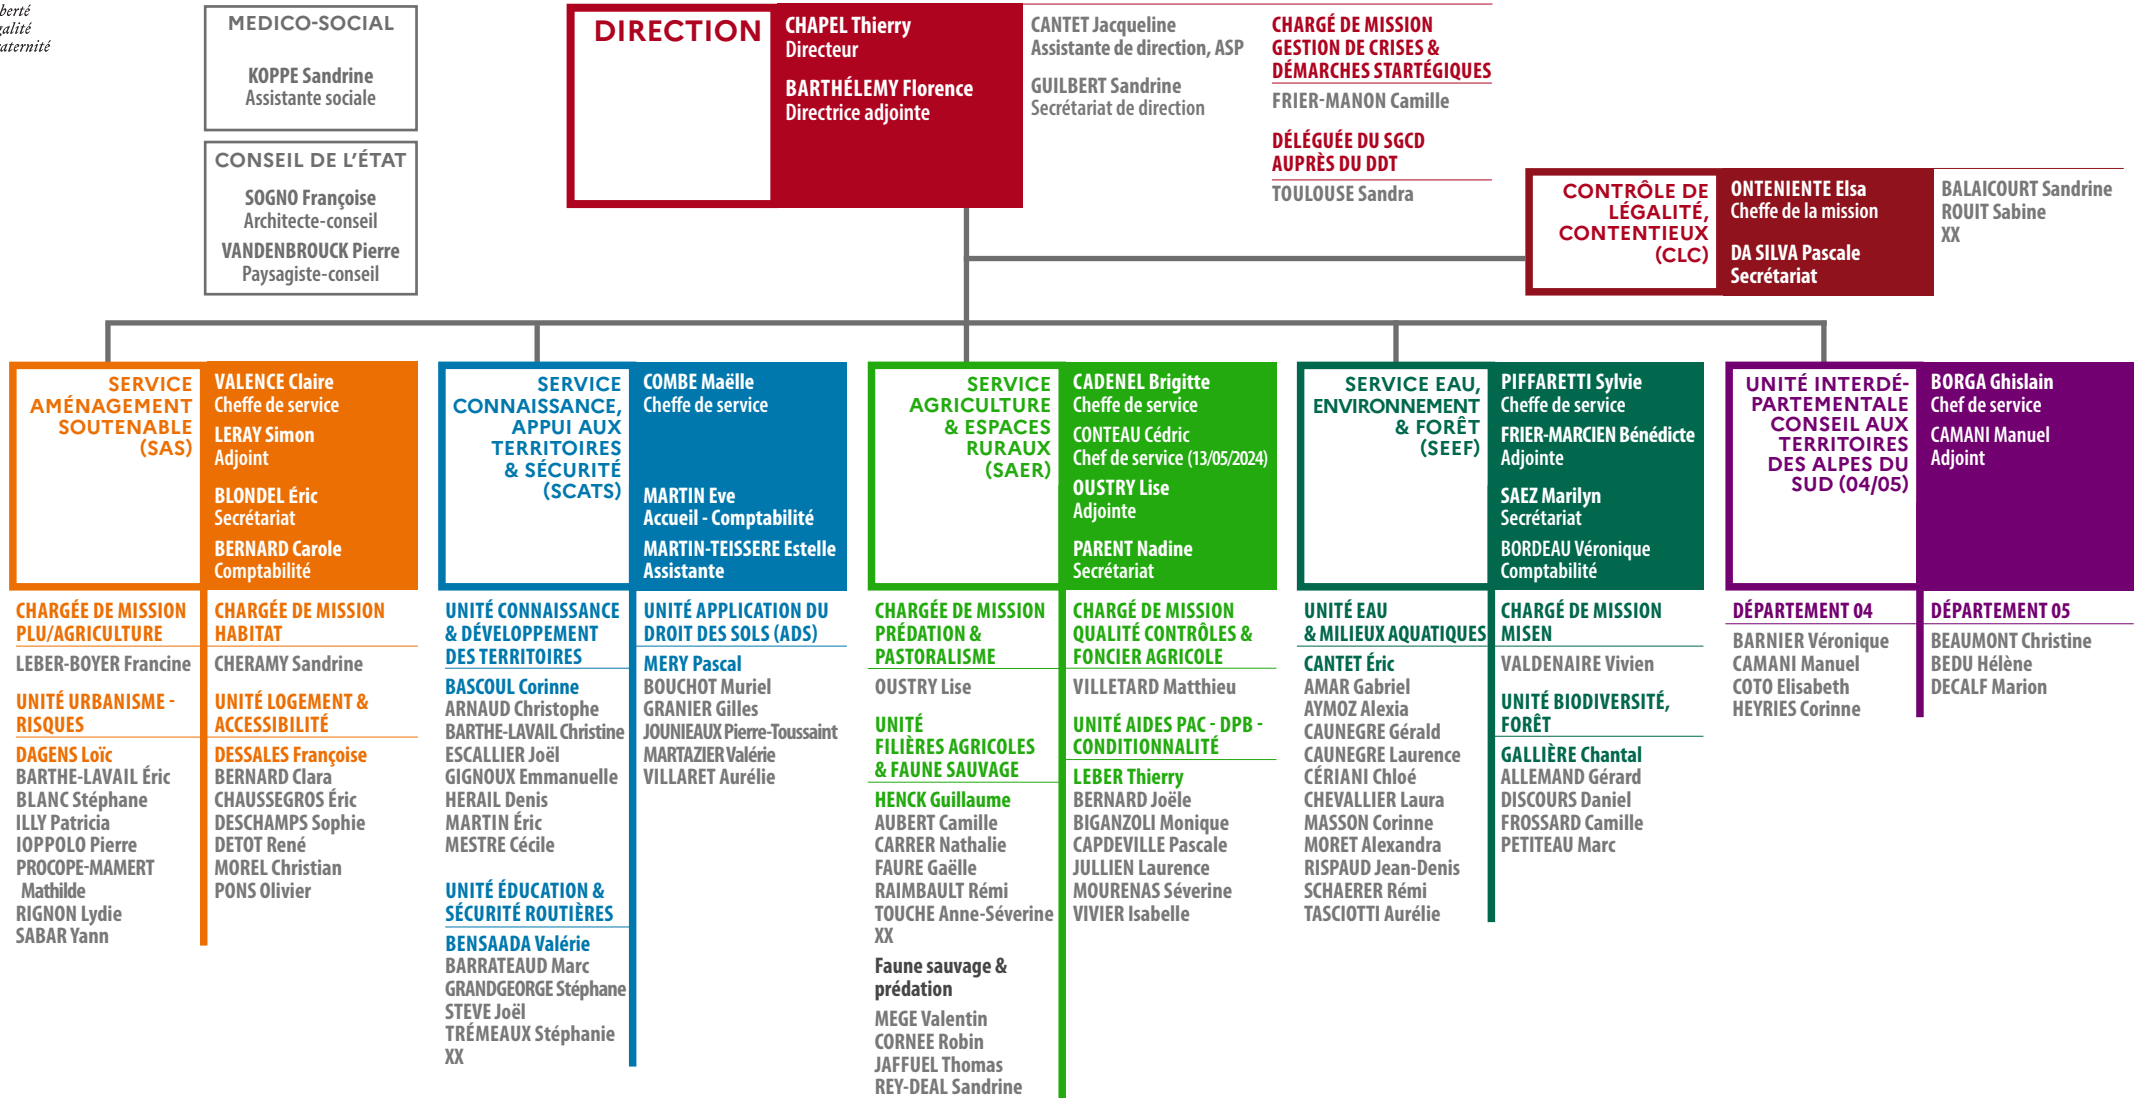 berté
galité
aternité
MEDICO-SOCIAL
KOPPE Sandrine
Assistante sociale
CONSEIL DE L'ÉTAT
SOGNO Françoise
Architecte-conseil
VANDENBROUCK Pierre
Paysagiste-conseil
DIRECTION
CHAPEL Thierry
Directeur
BARTHÉLEMY Florence
Directrice adjointe
CANTET Jacqueline
Assistante de direction, ASP
GUILBERT Sandrine
Secrétariat de direction
CHARGÉ DE MISSION
GESTION DE CRISES &
DÉMARCHES STARTÉGIQUES
FRIER-MANON Camille
DÉLÉGUÉE DU SGCD
AUPRÈS DU DDT
TOULOUSE Sandra
CONTRÔLE DE
LÉGALITÉ,
CONTENTIEUX
(CLC)
ONTENIENTE Elsa
Cheffe de la mission
DA SILVA Pascale
Secrétariat
BALAICOURT Sandrine
ROUIT Sabine
XX
SERVICE
AMÉNAGEMENT
SOUTENABLE
(SAS)
VALENCE Claire
Cheffe de service
LERAY Simon
Adjoint
BLONDEL Éric
Secrétariat
BERNARD Carole
Comptabilité
CHARGÉE DE MISSION
PLU/AGRICULTURE
LEBER-BOYER Francine
UNITÉ URBANISME -
RISQUES
DAGENS Loïc
BARTHE-LAVAIL Éric
BLANC Stéphane
ILLY Patricia
IOPPOLO Pierre
PROCOPE-MAMERT
Mathilde
RIGNON Lydie
SABAR Yann
CHARGÉE DE MISSION
HABITAT
CHERAMY Sandrine
UNITÉ LOGEMENT &
ACCESSIBILITÉ
DESSALES Françoise
BERNARD Clara
CHAUSSEGROS Éric
DESCHAMPS Sophie
DETOT René
MOREL Christian
PONS Olivier
SERVICE
CONNAISSANCE,
APPUI AUX
TERRITOIRES
& SÉCURITÉ
(SCATS)
COMBE Maëlle
Cheffe de service
MARTIN Eve
Accueil - Comptabilité
MARTIN-TEISSERE Estelle
Assistante
UNITÉ CONNAISSANCE
& DÉVELOPPEMENT
DES TERRITOIRES
BASCOUL Corinne
ARNAUD Christophe
BARTHE-LAVAIL Christine
ESCALLIER Joël
GIGNOUX Emmanuelle
HERAIL Denis
MARTIN Éric
MESTRE Cécile
UNITÉ ÉDUCATION &
SÉCURITÉ ROUTIÈRES
BENSAADA Valérie
BARRATEAUD Marc
GRANDGEORGE Stéphane
STEVE Joël
TRÉMEAUX Stéphanie
XX
UNITÉ APPLICATION DU
DROIT DES SOLS (ADS)
MERY Pascal
BOUCHOT Muriel
GRANIER Gilles
JOUNIEAUX Pierre-Toussaint
MARTAZIER Valérie
VILLARET Aurélie
SERVICE
AGRICULTURE
& ESPACES
RURAUX
(SAER)
CADENEL Brigitte
Cheffe de service
CONTEAU Cédric
Chef de service (13/05/2024)
OUSTRY Lise
Adjointe
PARENT Nadine
Secrétariat
CHARGÉE DE MISSION
PRÉDATION &
PASTORALISME
OUSTRY Lise
UNITÉ
FILIÈRES AGRICOLES
& FAUNE SAUVAGE
HENCK Guillaume
AUBERT Camille
CARRER Nathalie
FAURE Gaëlle
RAIMBAULT Rémi
TOUCHE Anne-Séverine
XX
Faune sauvage &
prédation
MEGE Valentin
CORNEE Robin
JAFFUEL Thomas
REY-DEAL Sandrine
CHARGÉ DE MISSION
QUALITÉ CONTRÔLES &
FONCIER AGRICOLE
VILLETARD Matthieu
UNITÉ AIDES PAC - DPB -
CONDITIONNALITÉ
LEBER Thierry
BERNARD Joële
BIGANZOLI Monique
CAPDEVILLE Pascale
JULLIEN Laurence
MOURENAS Séverine
VIVIER Isabelle
SERVICE EAU,
ENVIRONNEMENT
& FORÊT
(SEEF)
PIFFARETTI Sylvie
Cheffe de service
FRIER-MARCIEN Bénédicte
Adjointe
SAEZ Marilyn
Secrétariat
BORDEAU Véronique
Comptabilité
UNITÉ EAU
& MILIEUX AQUATIQUES
CANTET Éric
AMAR Gabriel
AYMOZ Alexia
CAUNEGRE Gérald
CAUNEGRE Laurence
CÉRIANI Chloé
CHEVALLIER Laura
MASSON Corinne
MORET Alexandra
RISPAUD Jean-Denis
SCHAERER Rémi
TASCIOTTI Aurélie
CHARGÉ DE MISSION
MISEN
VALDENAIRE Vivien
UNITÉ BIODIVERSITÉ,
FORÊT
GALLIÈRE Chantal
ALLEMAND Gérard
DISCOURS Daniel
FROSSARD Camille
PETITEAU Marc
UNITÉ INTERDÉ-
PARTEMENTALE
CONSEIL AUX
TERRITOIRES
DES ALPES DU
SUD (04/05)
BORGA Ghislain
Chef de service
CAMANI Manuel
Adjoint
DÉPARTEMENT 04
BARNIER Véronique
CAMANI Manuel
COTO Elisabeth
HEYRIES Corinne
DÉPARTEMENT 05
BEAUMONT Christine
BEDU Hélène
DECALF Marion